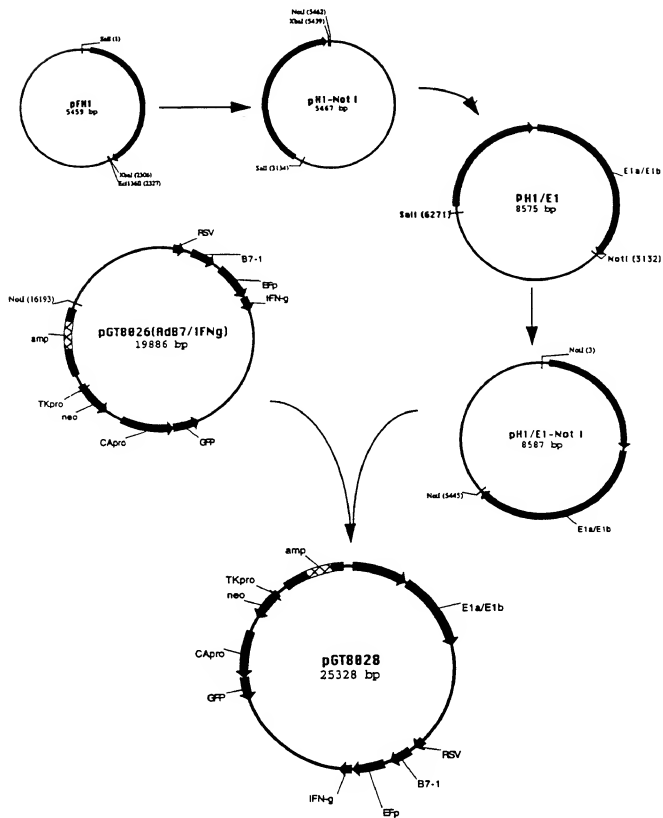 SalI (1)
pFH1
5459 bp
XbaI (2306)
Ecl136II (2327)
NotI (5462)
XbaI (5439)
pH1-Not I
5467 bp
SalI (3134)
E1a/E1b
PH1/E1
8575 bp
SalI (6271)
NotI (3132)
RSV
B7-1
EFp
IFN-g
NotI (16193)
pGT8026(AdB7/IFNg)
19886 bp
amp
TKpro
neo
CApro
GFP
NotI (3)
pH1/E1-Not I
8587 bp
NotI (5445)
E1a/E1b
amp
TKpro
neo
E1a/E1b
CApro
pGT8028
25328 bp
GFP
RSV
B7-1
IFN-g
EFp